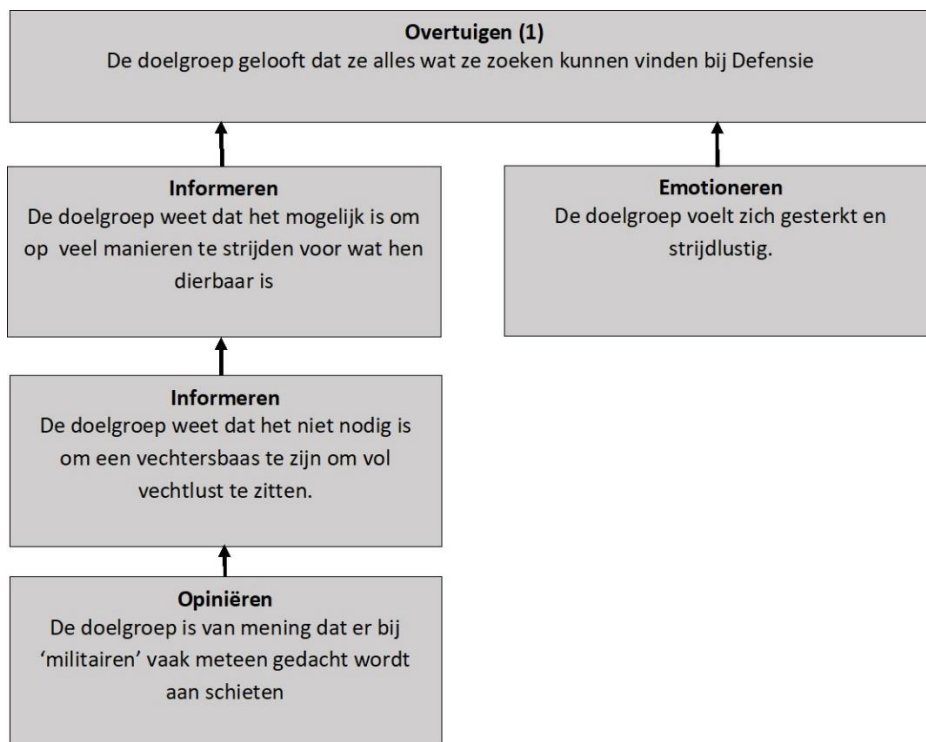 Overtuigen (1)
De doelgroep gelooft dat ze alles wat ze zoeken kunnen vinden bij Defensie
Informeren
De doelgroep weet dat het mogelijk is om
op veel manieren te strijden voor wat hen
dierbaar is
Emotioneren
De doelgroep voelt zich gesterkt en
strijdlustig.
Informeren
De doelgroep weet dat het niet nodig is
om een vechtersbaas te zijn om vol
vechtlust te zitten.
Opiniëren
De doelgroep is van mening dat er bij
‘militairen’ vaak meteen gedacht wordt
aan schieten